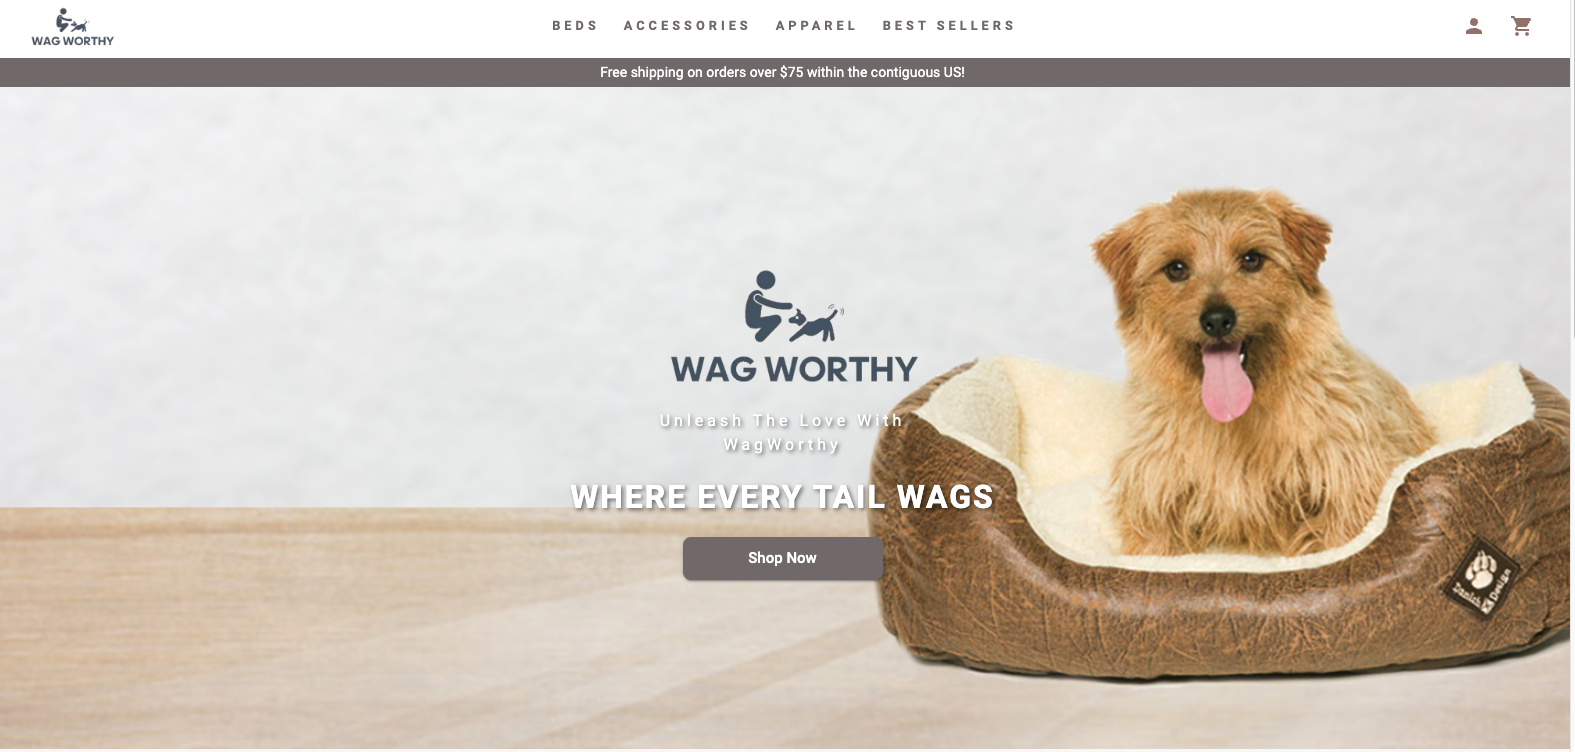 WAG WORTHY
BEDS ACCESSORIES APPAREL BEST SELLERS
Free shipping on orders over $75 within the contiguous US!
WAG WORTHY
Unleash The Love With
WagWorthy
WHERE EVERY TAIL WAGS
Shop Now
Danish Design